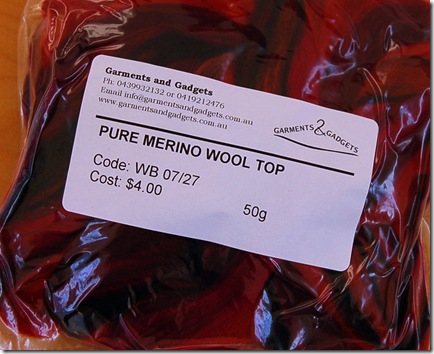 Garments and Gadgets
Ph: 0439932132 or 0419212476
Email info@garmentsandgadgets.com.au
www.garmentsandgadgets.com.au
GARMENTS & GADGETS
PURE MERINO WOOL TOP
Code: WB 07/27
Cost: $4.00
50g